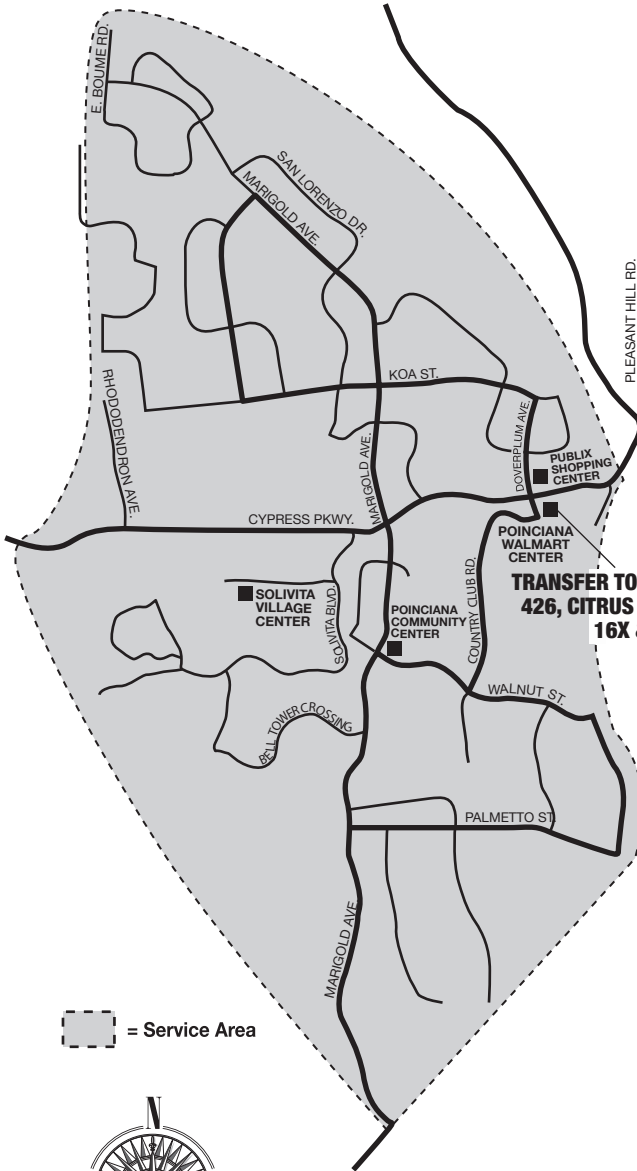 E. BOUME RD.
SAN LORENZO DR.
MARIGOLD AVE.
PLEASANT HILL RD.
KOA ST.
RHODODENDRON AVE.
DOVERPLUM AVE.
MARIGOLD AVE.
PUBLIX
SHOPPING
CENTER
CYPRESS PKWY.
POINCIANA
WALMART
CENTER
TRANSFER TO
426, CITRUS
16X
SOLIVITA
VILLAGE
CENTER
SOLIVITA BLVD.
POINCIANA
COMMUNITY
CENTER
COUNTRY CLUB RD.
WALNUT ST.
BELL TOWER CROSSING
PALMETTO ST.
MARIGOLD AVE.
= Service Area
N